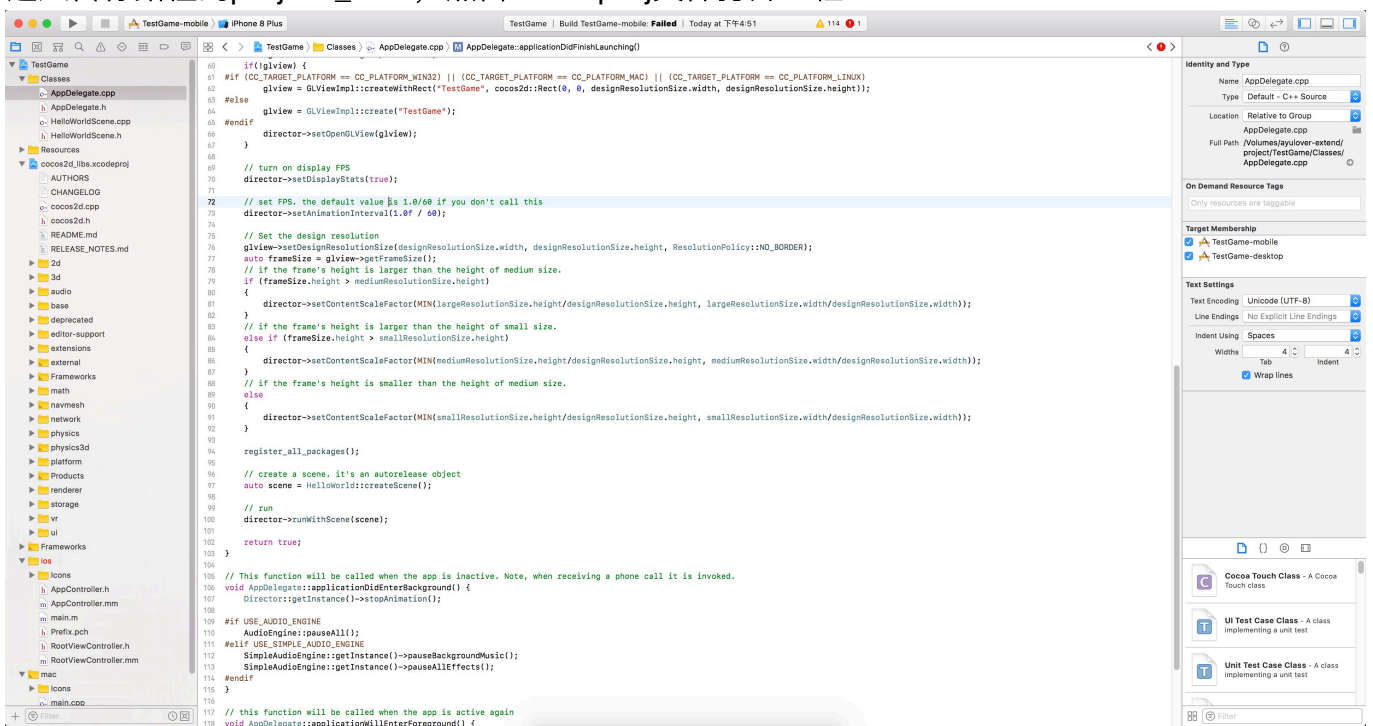 TestGame-mobile
iPhone 8 Plus
TestGame | Build TestGame-mobile: Failed | Today at 下午4:51
114
1
TestGame
Classes
AppDelegate.cpp
AppDelegate.h
HelloWorldScene.cpp
HelloWorldScene.h
Resources
cocos2d_libs.xcodeproj
AUTHORS
CHANGELOG
cocos2d.cpp
cocos2d.h
README.md
RELEASE_NOTES.md
2d
3d
audio
base
deprecated
editor-support
extensions
external
Frameworks
math
navmesh
network
physics
physics3d
platform
Products
renderer
storage
vr
ui
Frameworks
ios
Icons
AppController.h
AppController.mm
main.m
Prefix.pch
RootViewController.h
RootViewController.mm
mac
Icons
main.cpp
Filter
TestGame Classes AppDelegate.cpp AppDelegate::applicationDidFinishLaunching()
60 if(!glview) {
61 #if (CC_TARGET_PLATFORM == CC_PLATFORM_WIN32) || (CC_TARGET_PLATFORM == CC_PLATFORM_MAC) || (CC_TARGET_PLATFORM == CC_PLATFORM_LINUX)
62 glview = GLViewImpl::createWithRect("TestGame", cocos2d::Rect(0, 0, designResolutionSize.width, designResolutionSize.height));
63 #else
64 glview = GLViewImpl::create("TestGame");
65 #endif
66 director->setOpenGLView(glview);
67 }
68
69 // turn on display FPS
70 director->setDisplayStats(true);
71
72 // set FPS. the default value is 1.0/60 if you don't call this
73 director->setAnimationInterval(1.0f / 60);
74
75 // Set the design resolution
76 glview->setDesignResolutionSize(designResolutionSize.width, designResolutionSize.height, ResolutionPolicy::NO_BORDER);
77 auto frameSize = glview->getFrameSize();
78 // if the frame's height is larger than the height of medium size.
79 if (frameSize.height > mediumResolutionSize.height)
80 {
81 director->setContentScaleFactor(MIN(largeResolutionSize.height/designResolutionSize.height, largeResolutionSize.width/designResolutionSize.width));
82 }
83 // if the frame's height is larger than the height of small size.
84 else if (frameSize.height > smallResolutionSize.height)
85 {
86 director->setContentScaleFactor(MIN(mediumResolutionSize.height/designResolutionSize.height, mediumResolutionSize.width/designResolutionSize.width));
87 }
88 // if the frame's height is smaller than the height of medium size.
89 else
90 {
91 director->setContentScaleFactor(MIN(smallResolutionSize.height/designResolutionSize.height, smallResolutionSize.width/designResolutionSize.width));
92 }
93
94 register_all_packages();
95
96 // create a scene. it's an autorelease object
97 auto scene = HelloWorld::createScene();
98
99 // run
100 director->runWithScene(scene);
101
102 return true;
103 }
104
105 // This function will be called when the app is inactive. Note, when receiving a phone call it is invoked.
106 void AppDelegate::applicationDidEnterBackground() {
107 Director::getInstance()->stopAnimation();
108
109 #if USE_AUDIO_ENGINE
110 AudioEngine::pauseAll();
111 #elif USE_SIMPLE_AUDIO_ENGINE
112 SimpleAudioEngine::getInstance()->pauseBackgroundMusic();
113 SimpleAudioEngine::getInstance()->pauseAllEffects();
114 #endif
115 }
116
117 // this function will be called when the app is active again
118 void AppDelegate::applicationWillEnterForeground() {
Identity and Type
Name AppDelegate.cpp
Type Default - C++ Source
Location Relative to Group
AppDelegate.cpp
Full Path /Volumes/ayulover-extend/
project/TestGame/Classes/
AppDelegate.cpp
On Demand Resource Tags
Only resources are taggable
Target Membership
TestGame-mobile
TestGame-desktop
Text Settings
Text Encoding Unicode (UTF-8)
Line Endings No Explicit Line Endings
Indent Using Spaces
Widths 4 4
Tab Indent
Wrap lines
Cocoa Touch Class - A Cocoa
Touch class
UI Test Case Class - A class
implementing a unit test
Unit Test Case Class - A class
implementing a unit test
Filter